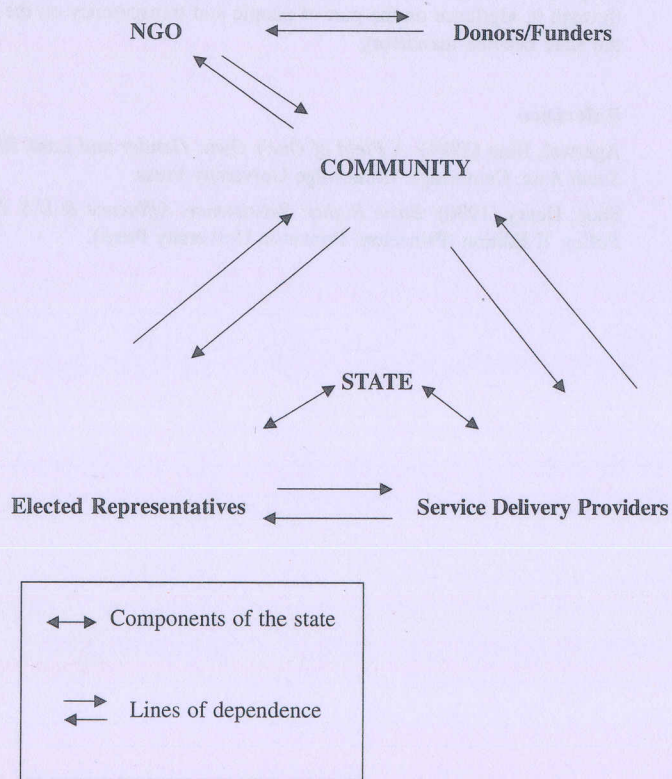 NGO
Donors/Funders
COMMUNITY
STATE
Elected Representatives
Service Delivery Providers
Components of the state
Lines of dependence